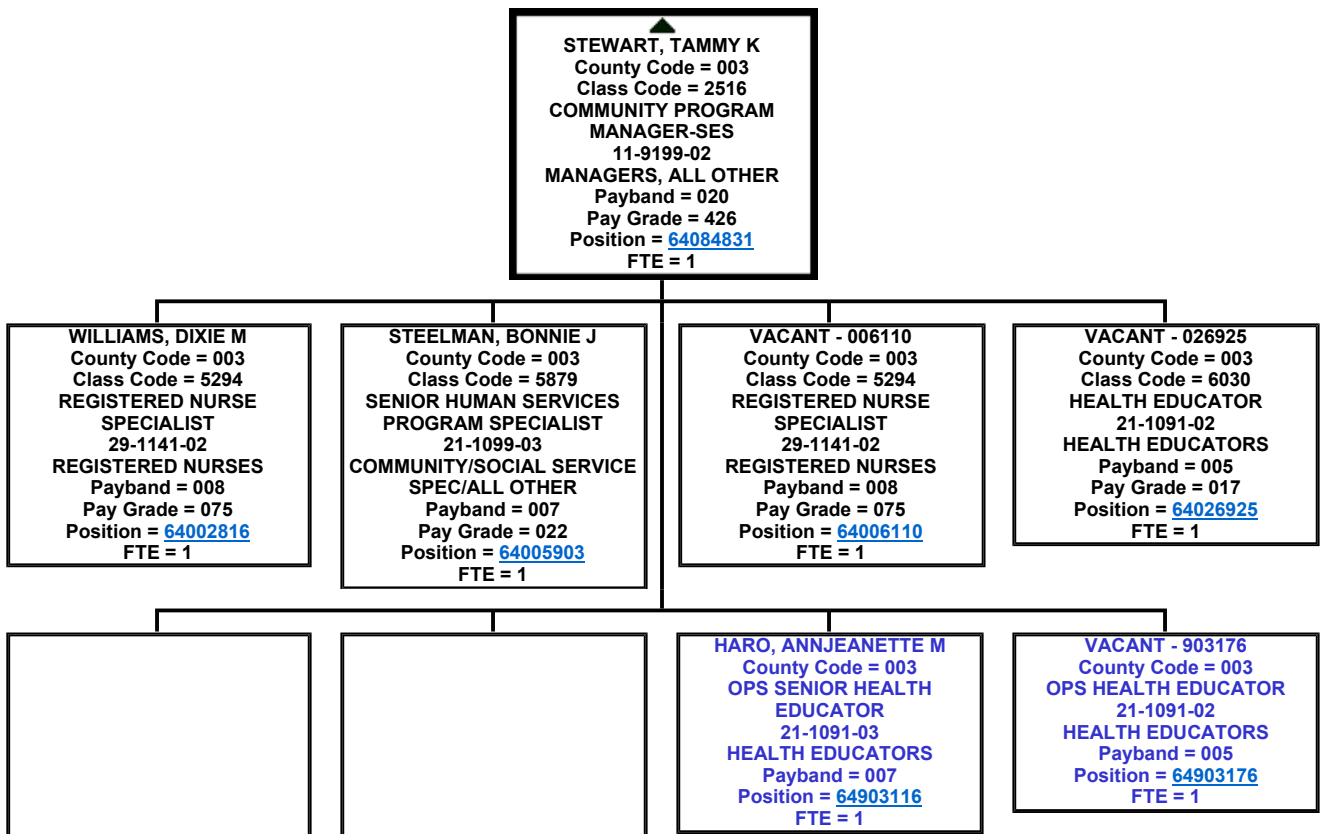 STEWART, TAMMY K
County Code = 003
Class Code = 2516
COMMUNITY PROGRAM
MANAGER-SES
11-9199-02
MANAGERS, ALL OTHER
Payband = 020
Pay Grade = 426
Position = 64084831
FTE = 1
WILLIAMS, DIXIE M
County Code = 003
Class Code = 5294
REGISTERED NURSE
SPECIALIST
29-1141-02
REGISTERED NURSES
Payband = 008
Pay Grade = 075
Position = 64002816
FTE = 1
STEELMAN, BONNIE J
County Code = 003
Class Code = 5879
SENIOR HUMAN SERVICES
PROGRAM SPECIALIST
21-1099-03
COMMUNITY/SOCIAL SERVICE
SPEC/ALL OTHER
Payband = 007
Pay Grade = 022
Position = 64005903
FTE = 1
VACANT - 006110
County Code = 003
Class Code = 5294
REGISTERED NURSE
SPECIALIST
29-1141-02
REGISTERED NURSES
Payband = 008
Pay Grade = 075
Position = 64006110
FTE = 1
VACANT - 026925
County Code = 003
Class Code = 6030
HEALTH EDUCATOR
21-1091-02
HEALTH EDUCATORS
Payband = 005
Pay Grade = 017
Position = 64026925
FTE = 1
HARO, ANNJEANETTE M
County Code = 003
OPS SENIOR HEALTH
EDUCATOR
21-1091-03
HEALTH EDUCATORS
Payband = 007
Position = 64903116
FTE = 1
VACANT - 903176
County Code = 003
OPS HEALTH EDUCATOR
21-1091-02
HEALTH EDUCATORS
Payband = 005
Position = 64903176
FTE = 1